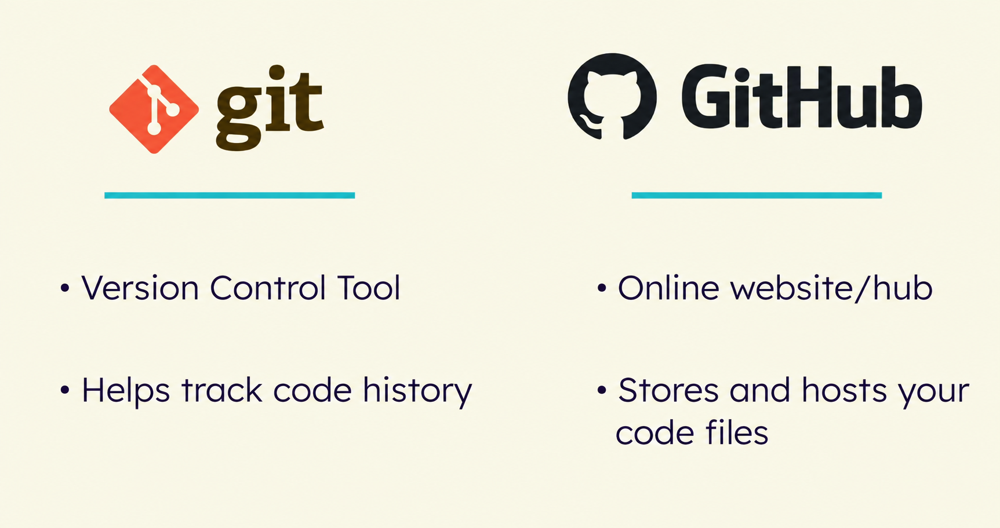 git
• Version Control Tool
• Helps track code history
GitHub
• Online website/hub
• Stores and hosts your
code files